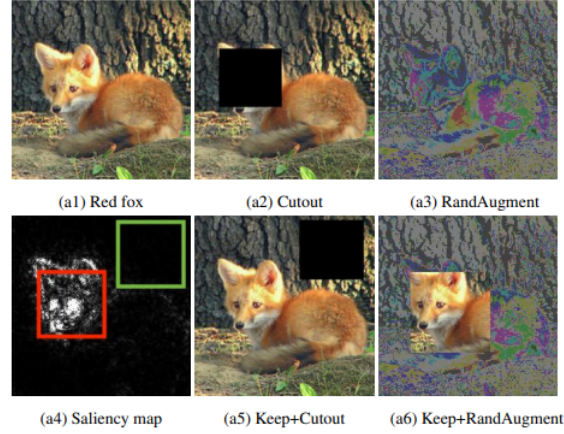 (a1) Red fox
(a2) Cutout
(a3) RandAugment
(a4) Saliency map
(a5) Keep+Cutout
(a6) Keep+RandAugment